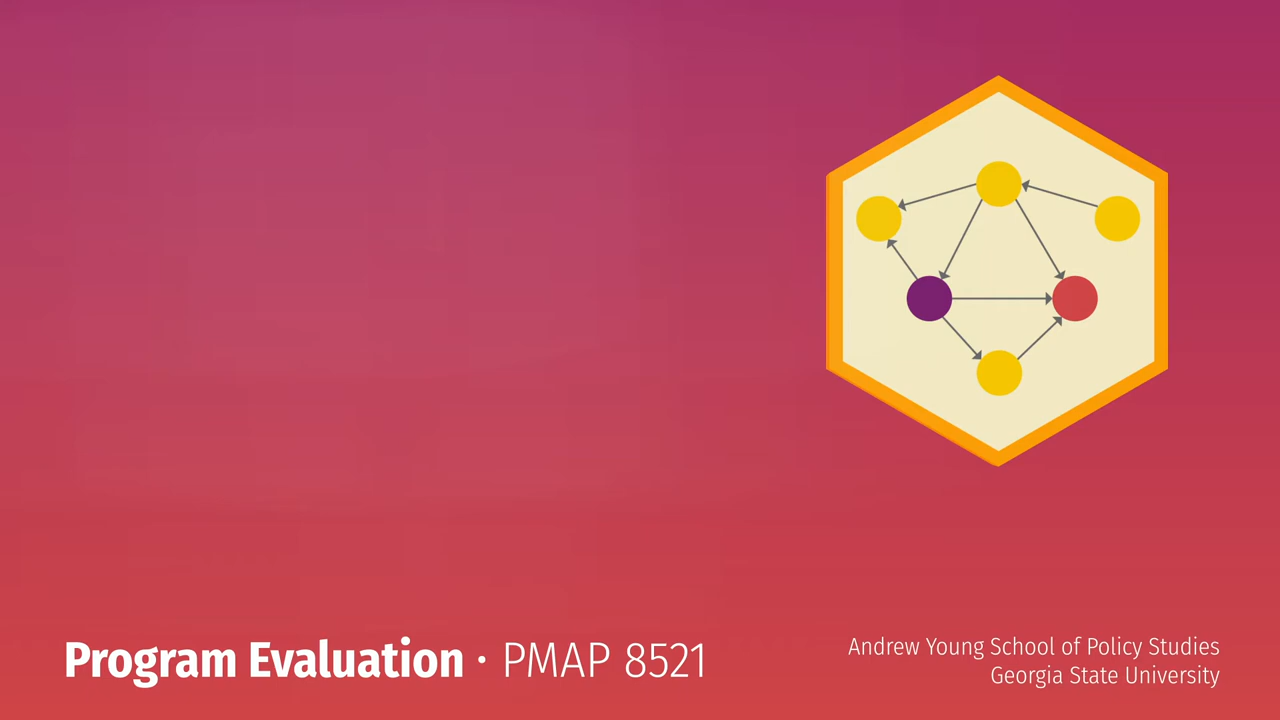 Program Evaluation · PMAP 8521
Andrew Young School of Policy Studies
Georgia State University